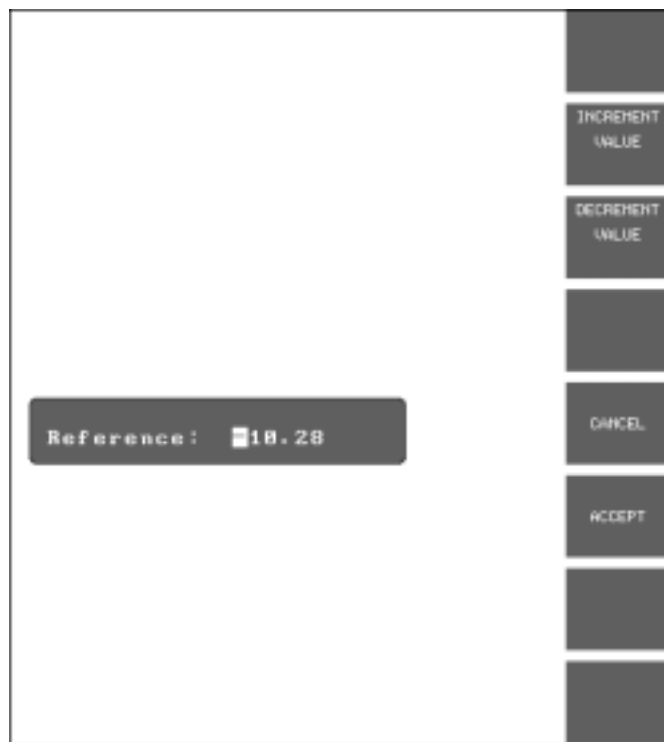 INCREMENT
VALUE
DECREMENT
VALUE
Reference: -10.28
CANCEL
ACCEPT